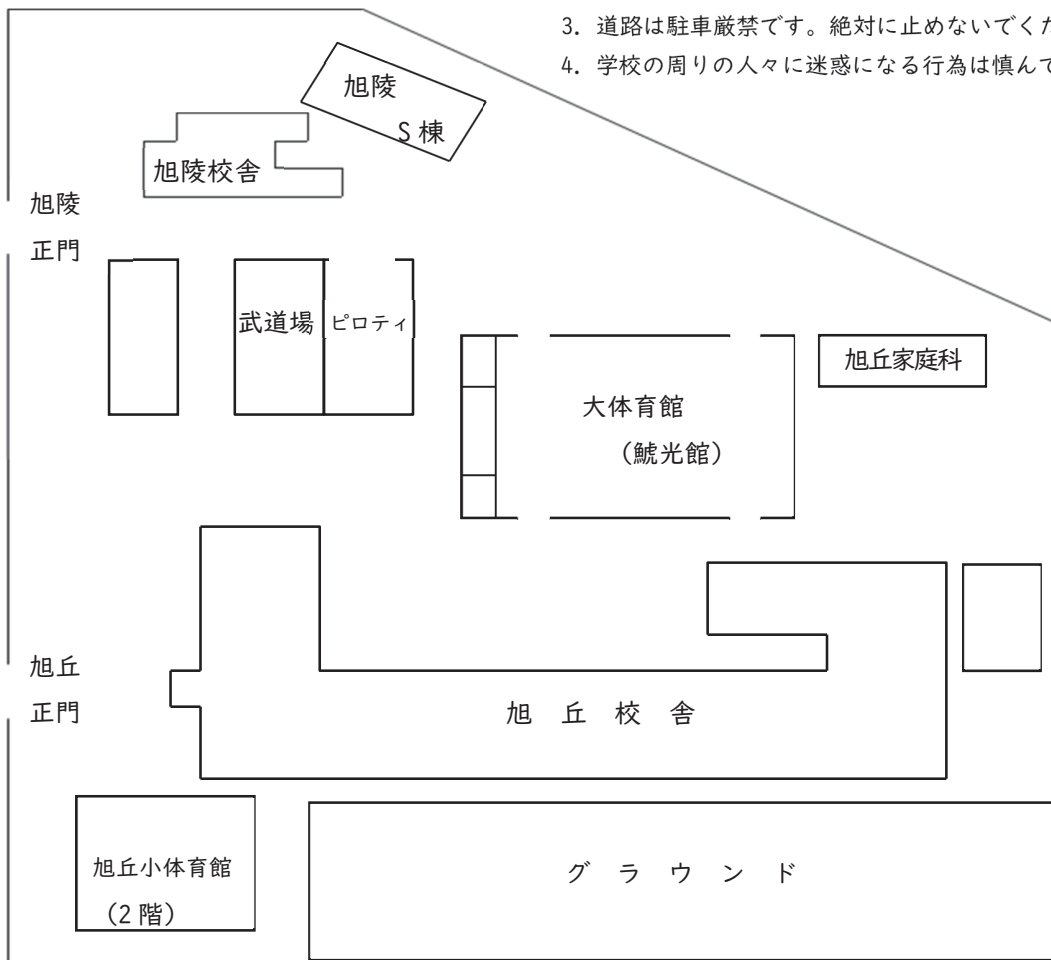 3．道路は駐車厳禁です。絶対に止めないでくだ
4．学校の周りの人々に迷惑になる行為は慎んで
旭陵
S棟
旭陵校舎
旭陵
正門
武道場
ピロティ
旭丘家庭科
大体育館
（鯱光館）
旭丘
正門
旭丘校舎
旭丘小体育館
（2階）
グラウンド